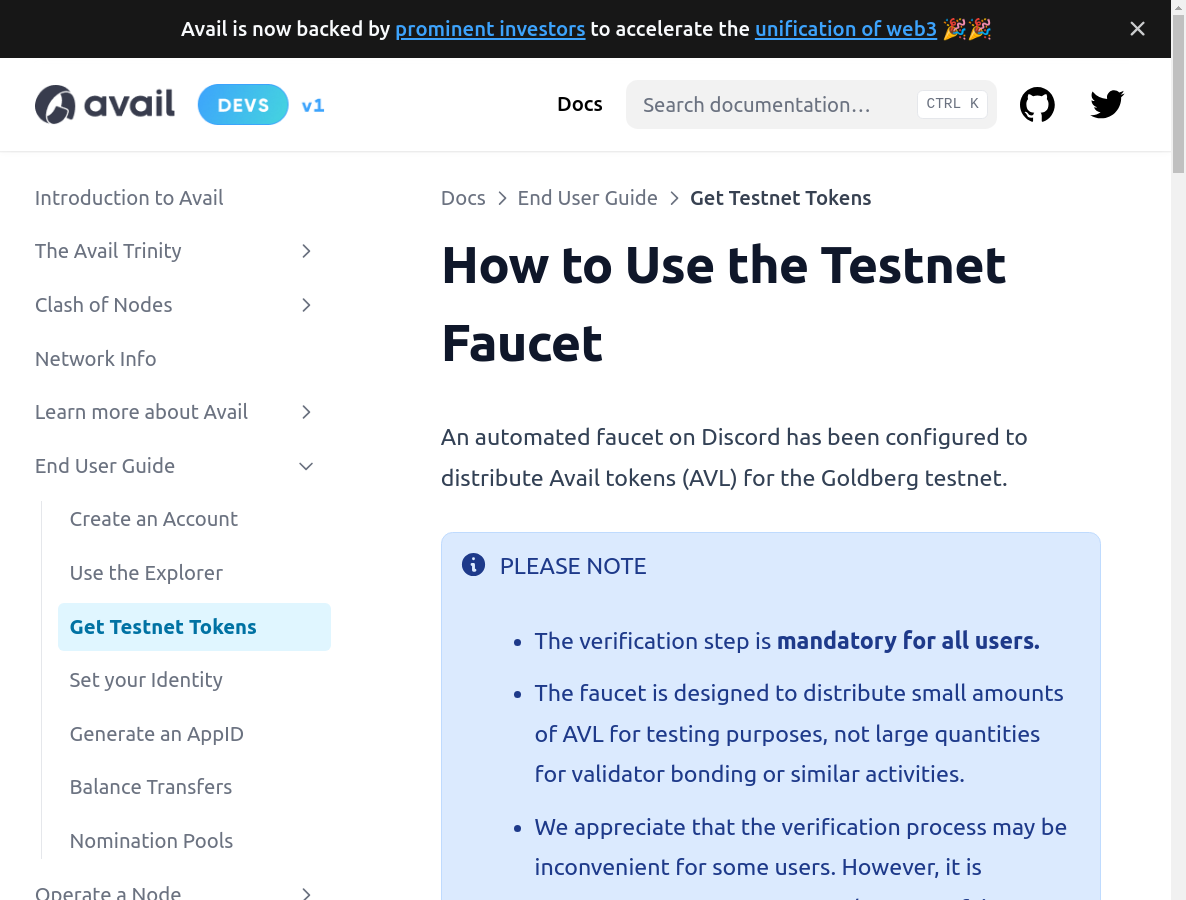 Avail is now backed by prominent investors to accelerate the unification of web3 🎉🎉
avail DEVS v1
Docs
Search documentation…
CTRL K
Introduction to Avail
The Avail Trinity
Clash of Nodes
Network Info
Learn more about Avail
End User Guide
Create an Account
Use the Explorer
Get Testnet Tokens
Set your Identity
Generate an AppID
Balance Transfers
Nomination Pools
Operate a Node
Docs > End User Guide > Get Testnet Tokens
How to Use the Testnet
Faucet
An automated faucet on Discord has been configured to
distribute Avail tokens (AVL) for the Goldberg testnet.
PLEASE NOTE
• The verification step is mandatory for all users.
• The faucet is designed to distribute small amounts
of AVL for testing purposes, not large quantities
for validator bonding or similar activities.
• We appreciate that the verification process may be
inconvenient for some users. However, it is